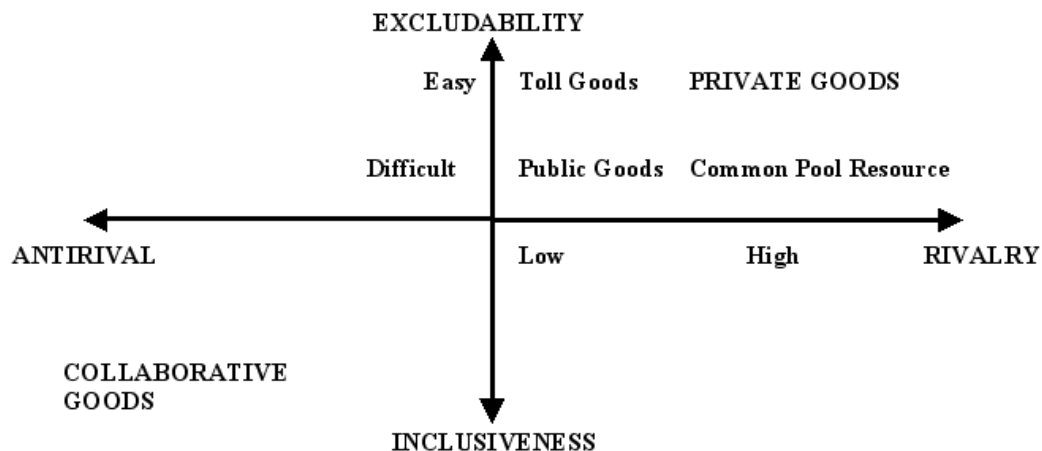 EXCLUDABILITY
Easy Toll Goods PRIVATE GOODS
Difficult Public Goods Common Pool Resource
ANTIRIVAL Low High RIVALRY
COLLABORATIVE
GOODS
INCLUSIVENESS